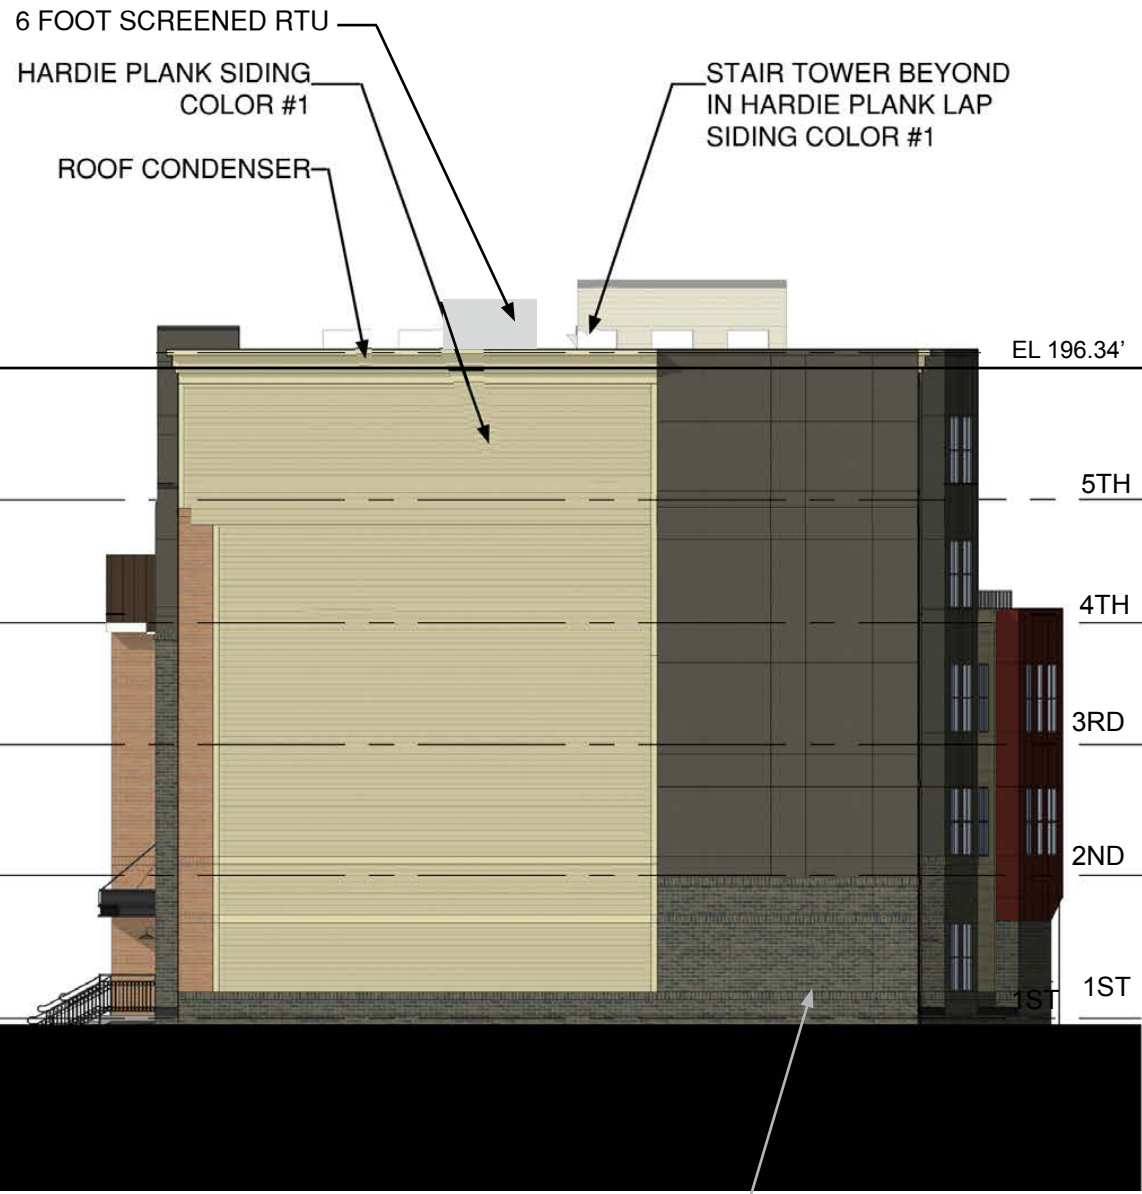 6 FOOT SCREENED RTU
HARDIE PLANK SIDING
COLOR #1
ROOF CONDENSER
STAIR TOWER BEYOND
IN HARDIE PLANK LAP
SIDING COLOR #1
EL 196.34’
5TH
4TH
3RD
2ND
1ST
1ST